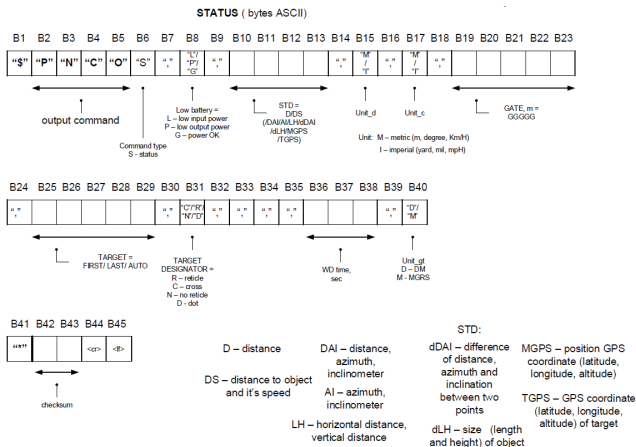 STATUS ( bytes ASCII)
B1 B2 B3 B4 B5 B6 B7 B8 B9 B10 B11 B12 B13 B14 B15 B16 B17 B18 B19 B20 B21 B22 B23
“$” “P” “N” “C” “O” “S” “,” “L”/ “P”/ “G” “,” “,” “M”/ “I” “,” “M”/ “I” “,”
output command
Command type
S - status
Low battery =
L – low input power
P – low output power
G – power OK
STD =
D/DS
(/DAI/AI/LH/dDAI
/dLH/MGPS
/TGPS)
Unit_d
Unit_c
Unit: M – metric (m, degree, Km/H)
I – imperial (yard, mil, mpH)
GATE, m =
GGGGG
B24 B25 B26 B27 B28 B29 B30 B31 B32 B33 B34 B35 B36 B37 B38 B39 B40
“,” “,” “C”/“R”/ “N”/“D” “,” “,” “,” “,” “,” “D”/ “M”
TARGET =
FIRST/ LAST/ AUTO
TARGET
DESIGNATOR =
R – reticle
C – cross
N – no reticle
D - dot
WD time,
sec
Unit_gt
D – DM
M - MGRS
B41 B42 B43 B44 B45
“*” <cr> <lf>
checksum
STD:
D – distance
DS – distance to object
and it's speed
DAI – distance,
azimuth,
inclinometer
AI – azimuth,
inclinometer
LH – horizontal distance,
vertical distance
dDAI – difference
of distance,
azimuth and
inclination
between two
points
dLH – size (length
and height) of object
MGPS – position GPS
coordinate (latitude,
longitude, altitude)
TGPS – GPS coordinate
(latitude, longitude,
altitude) of target